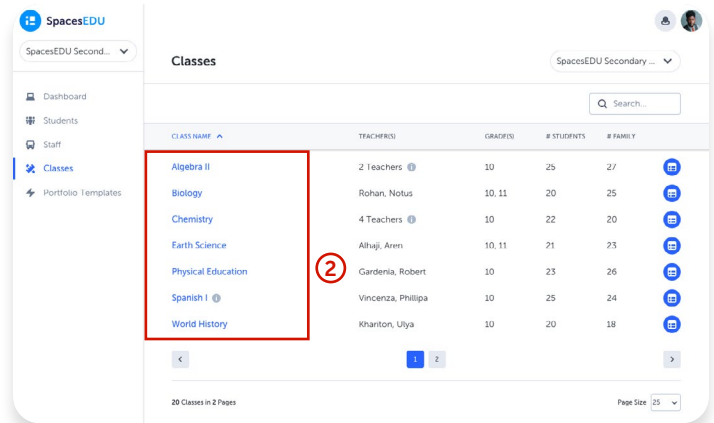 SpacesEDU
SpacesEDU Second...
Classes
SpacesEDU Secondary ...
Dashboard
Students
Staff
Classes
Portfolio Templates
Search...
CLASS NAME TEACHER(S) GRADE(S) # STUDENTS # FAMILY
Algebra II 2 Teachers 10 25 27
Biology Rohan, Notus 10, 11 20 25
Chemistry 4 Teachers 10 22 20
Earth Science Alhaji, Aren 10, 11 21 23
Physical Education Gardenia, Robert 10 23 26
Spanish I Vincenza, Phillipa 10 25 24
World History Khariton, Ulya 10 20 18
2
1 2
20 Classes in 2 Pages
Page Size 25